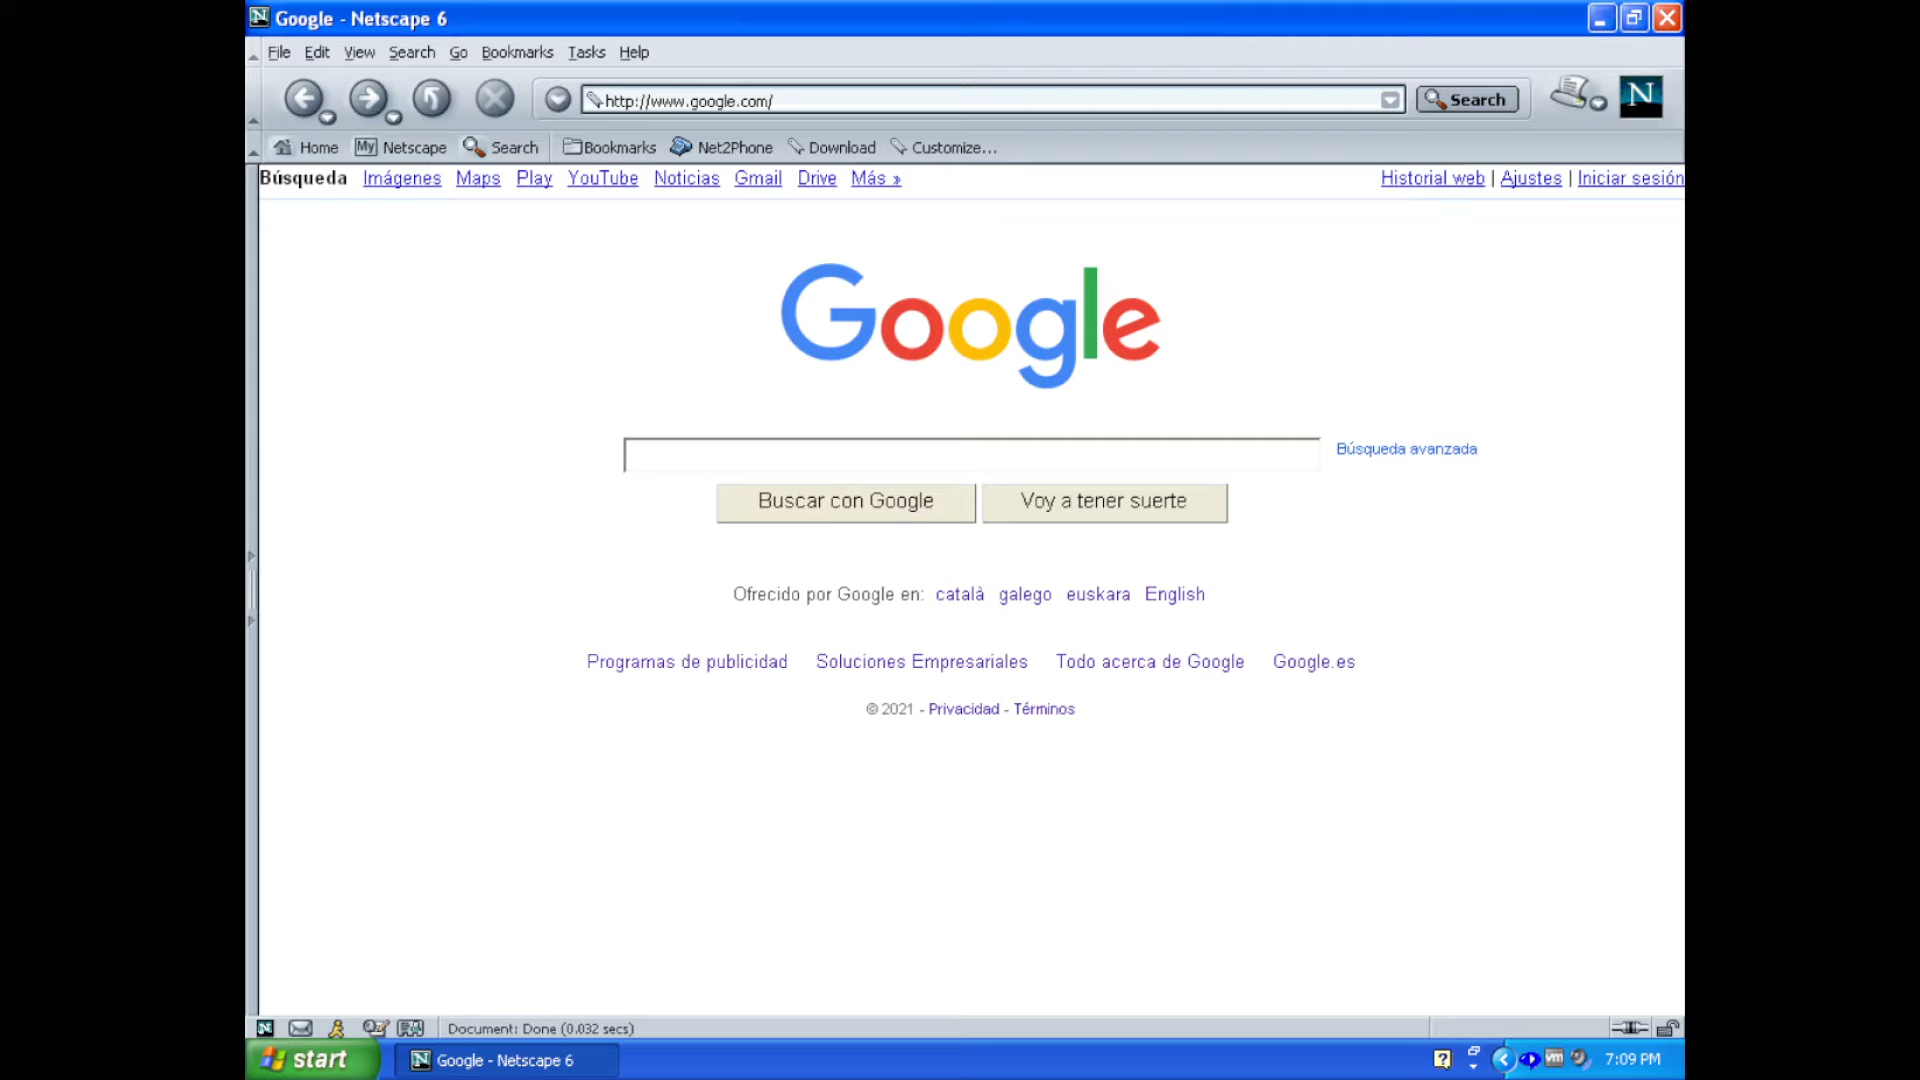 Google - Netscape 6
File Edit View Search Go Bookmarks Tasks Help
http://www.google.com/ Search N
Home My Netscape Search Bookmarks Net2Phone Download Customize...
Búsqueda Imágenes Maps Play YouTube Noticias Gmail Drive Más » Historial web | Ajustes | Iniciar sesión
Google
Búsqueda avanzada
Buscar con Google Voy a tener suerte
Ofrecido por Google en: català galego euskara English
Programas de publicidad Soluciones Empresariales Todo acerca de Google Google.es
© 2021 - Privacidad - Términos
N Document: Done (0.032 secs)
start N Google - Netscape 6 ? vm 7:09 PM